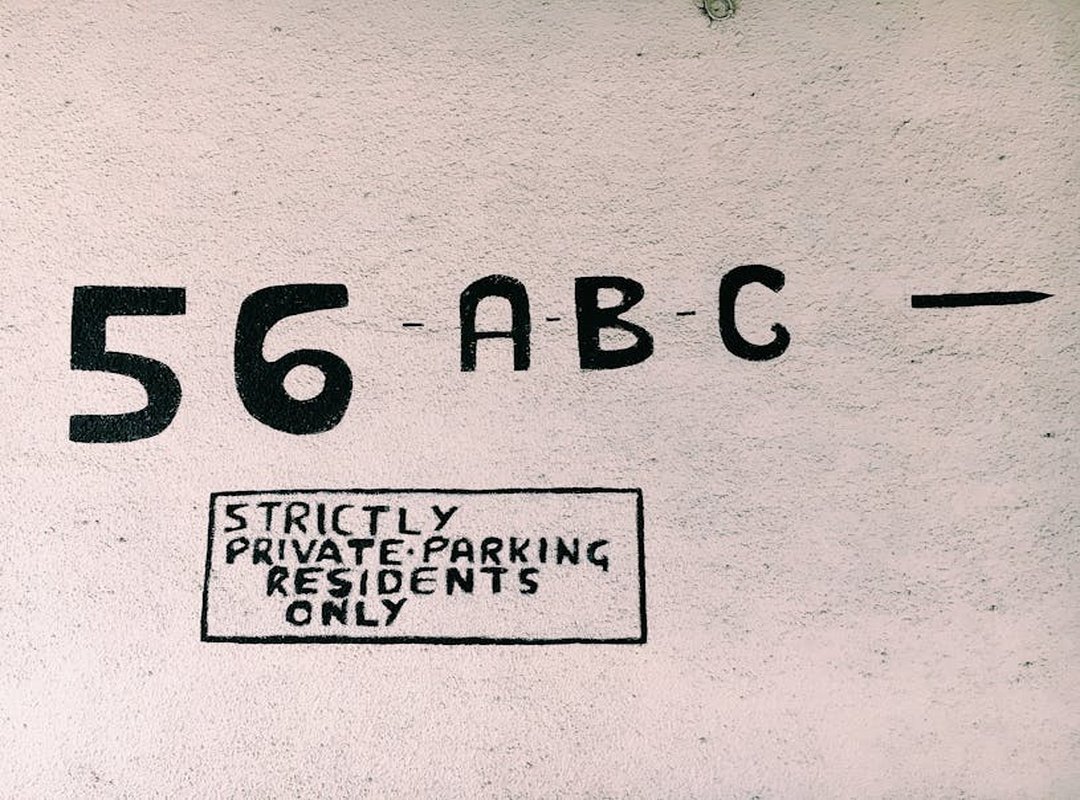 56 - A - B - C
STRICTLY
PRIVATE·PARKING
RESIDENTS
ONLY